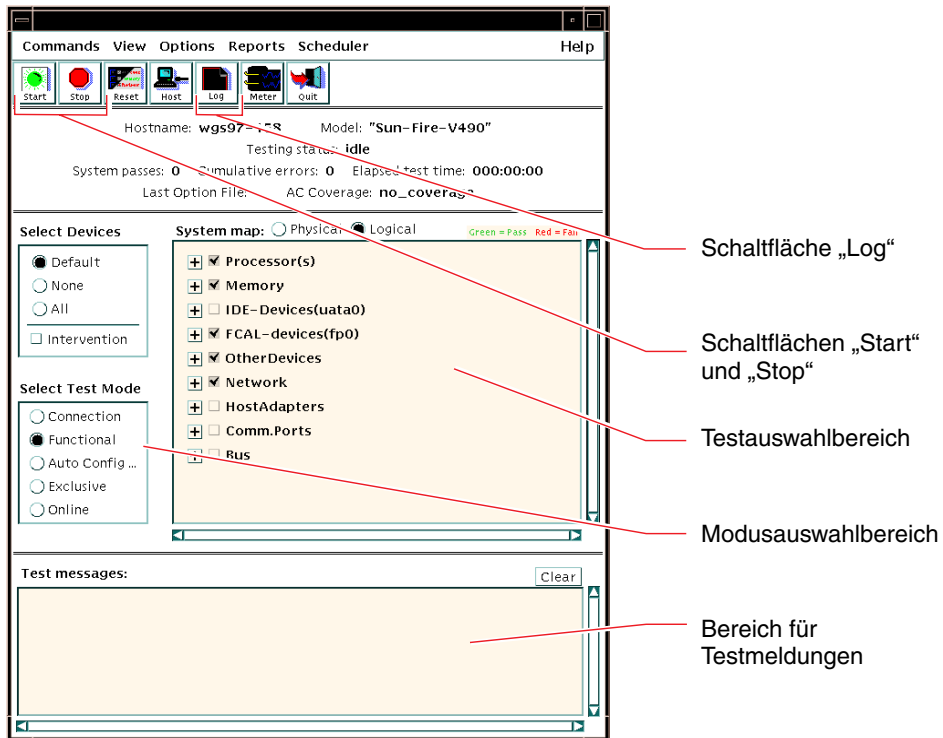 Commands View Options Reports Scheduler Help
Start Stop Reset Host Log Meter Quit
Hostname: Model: "Sun-Fire-V490"
Testing status: idle
System passes: 0 Cumulative errors: 0 Elapsed test time: 000:00:00
Last Option File: AC Coverage: no_coverage
Select Devices
Default
None
All
Intervention
Select Test Mode
Connection
Functional
Auto Config ...
Exclusive
Online
System map: Physical Logical Green = Pass Red = Fail
Processor(s)
Memory
IDE-Devices(uata0)
FCAL-devices(fp0)
OtherDevices
Network
HostAdapters
Comm.Ports
Bus
Test messages: Clear
Schaltfläche „Log“
Schaltflächen „Start“
und „Stop“
Testauswahlbereich
Modusauswahlbereich
Bereich für
Testmeldungen